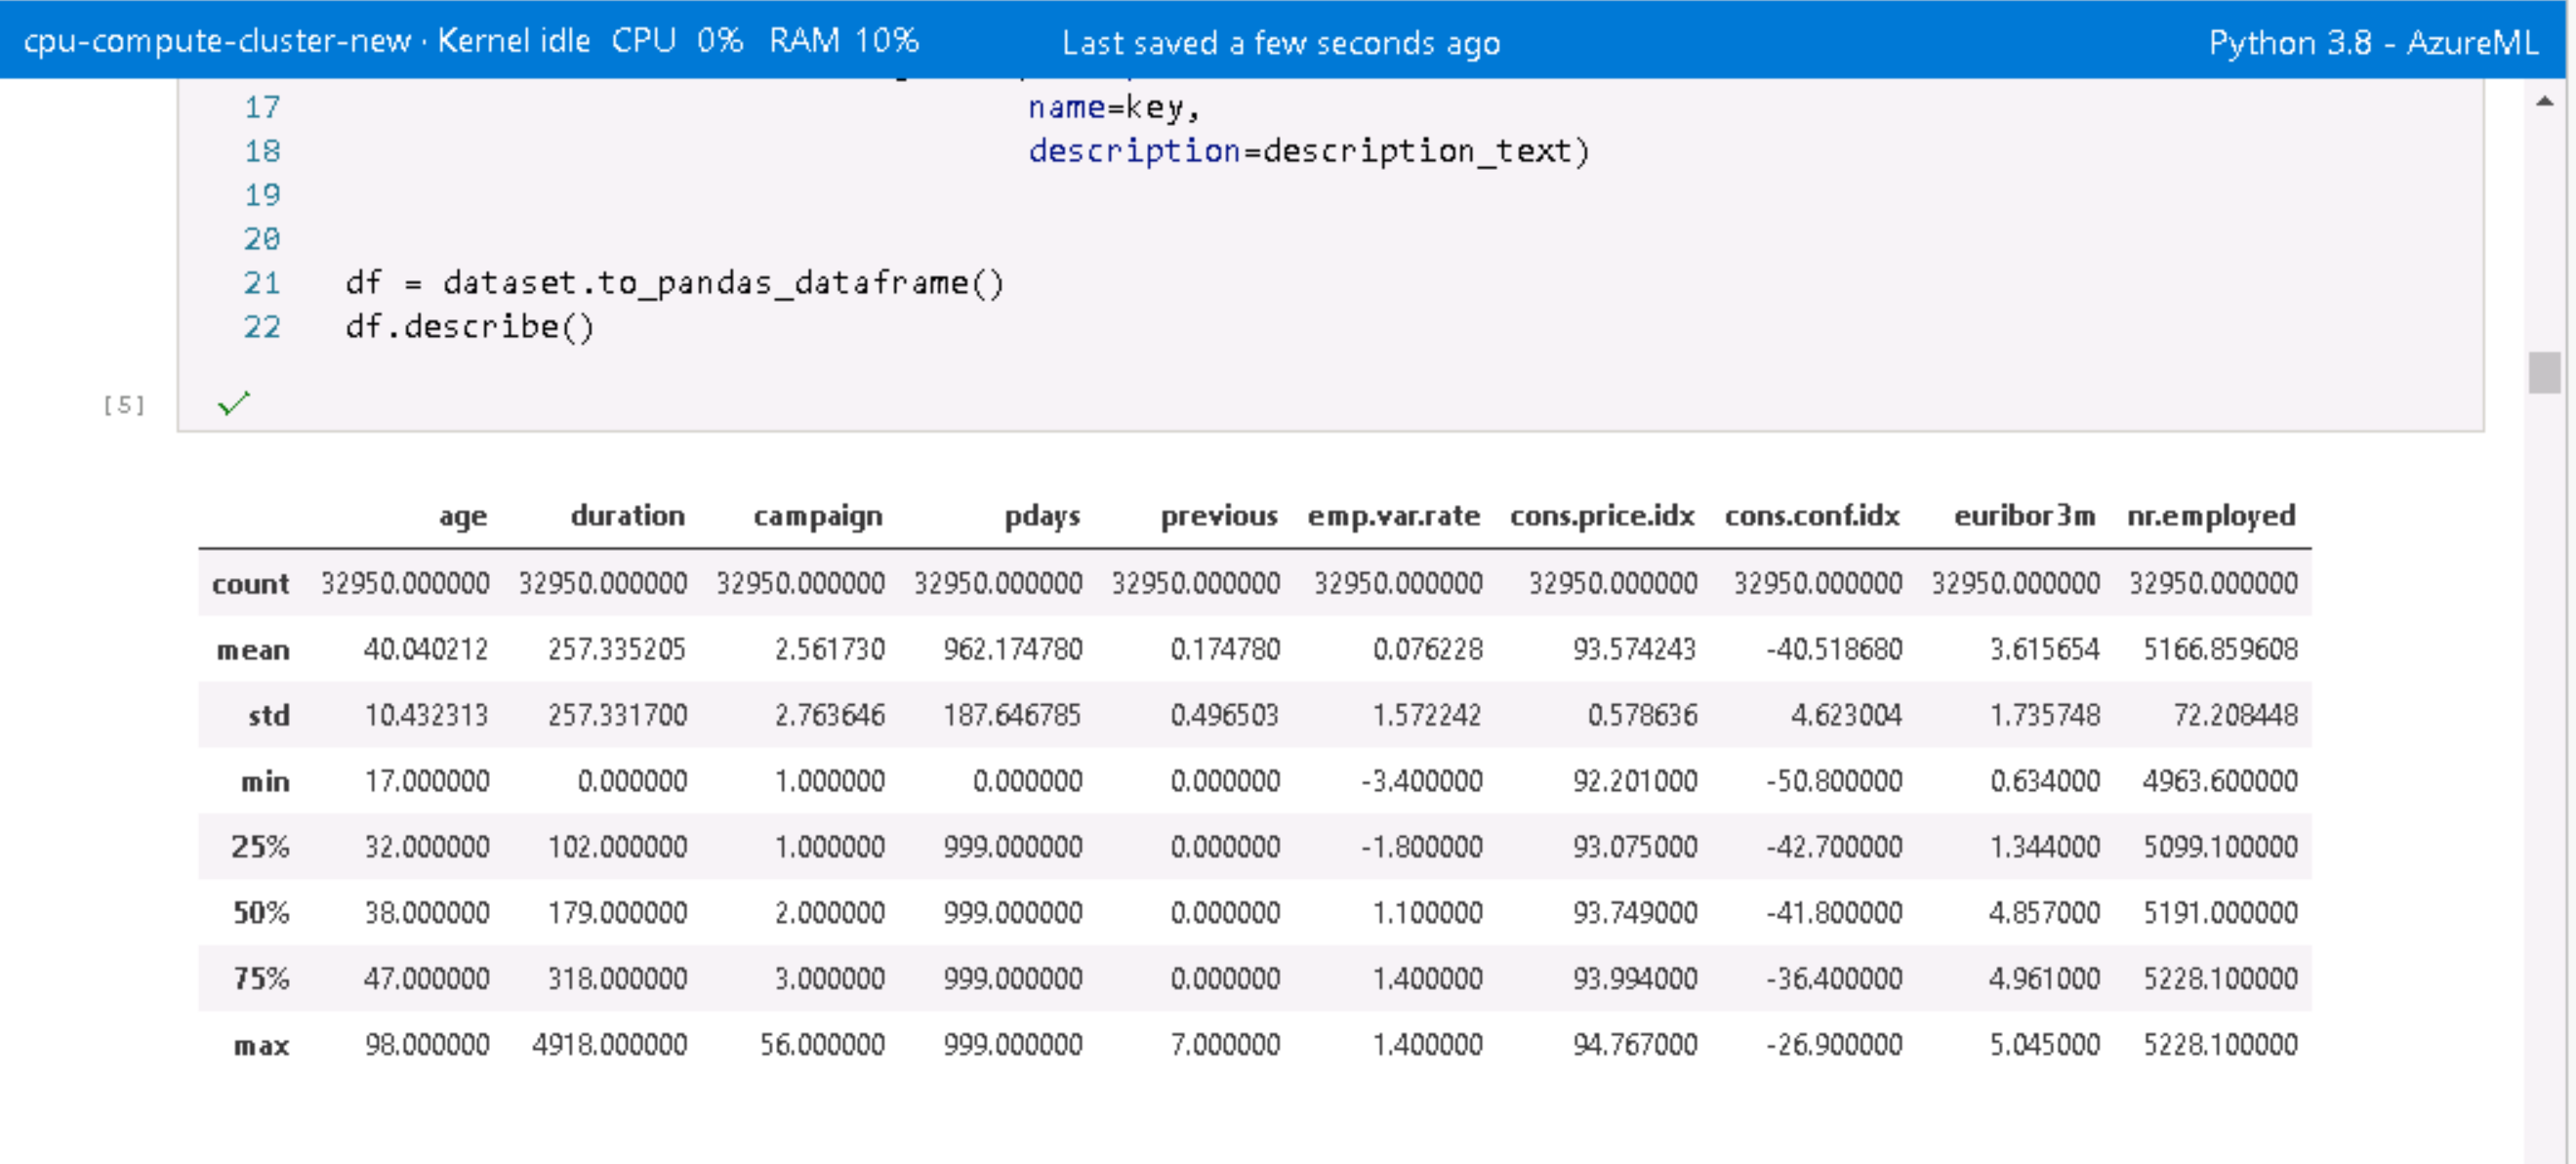 cpu-compute-cluster-new · Kernel idle CPU 0% RAM 10% Last saved a few seconds ago Python 3.8 - AzureML
17 name=key,
18 description=description_text)
19
20
21 df = dataset.to_pandas_dataframe()
22 df.describe()
[5]
age duration campaign pdays previous emp.var.rate cons.price.idx cons.conf.idx euribor3m nr.employed
count 32950.000000 32950.000000 32950.000000 32950.000000 32950.000000 32950.000000 32950.000000 32950.000000 32950.000000 32950.000000
mean 40.040212 257.335205 2.561730 962.174780 0.174780 0.076228 93.574243 -40.518680 3.615654 5166.859608
std 10.432313 257.331700 2.763646 187.646785 0.496503 1.572242 0.578636 4.623004 1.735748 72.208448
min 17.000000 0.000000 1.000000 0.000000 0.000000 -3.400000 92.201000 -50.800000 0.634000 4963.600000
25% 32.000000 102.000000 1.000000 999.000000 0.000000 -1.800000 93.075000 -42.700000 1.344000 5099.100000
50% 38.000000 179.000000 2.000000 999.000000 0.000000 1.100000 93.749000 -41.800000 4.857000 5191.000000
75% 47.000000 318.000000 3.000000 999.000000 0.000000 1.400000 93.994000 -36.400000 4.961000 5228.100000
max 98.000000 4918.000000 56.000000 999.000000 7.000000 1.400000 94.767000 -26.900000 5.045000 5228.100000